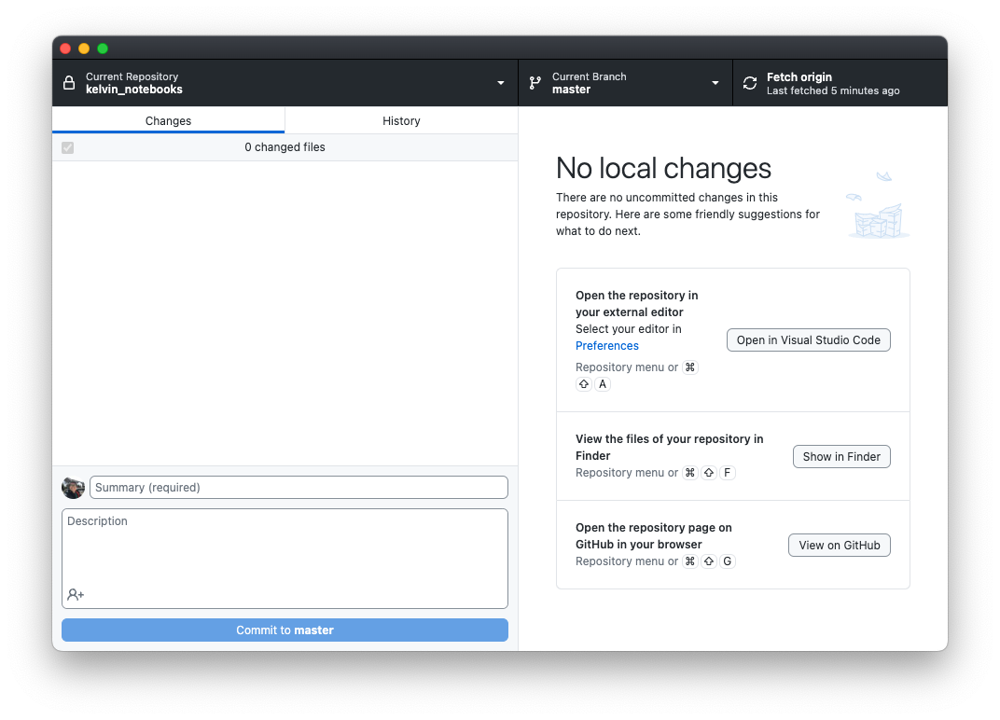 Current Repository
kelvin_notebooks
Current Branch
master
Fetch origin
Last fetched 5 minutes ago
Changes
History
0 changed files
Summary (required)
Description
Commit to master
No local changes
There are no uncommitted changes in this
repository. Here are some friendly suggestions for
what to do next.
Open the repository in
your external editor
Select your editor in
Preferences
Repository menu or ⌘
⇧ A
Open in Visual Studio Code
View the files of your repository in
Finder
Repository menu or ⌘ ⇧ F
Show in Finder
Open the repository page on
GitHub in your browser
Repository menu or ⌘ ⇧ G
View on GitHub